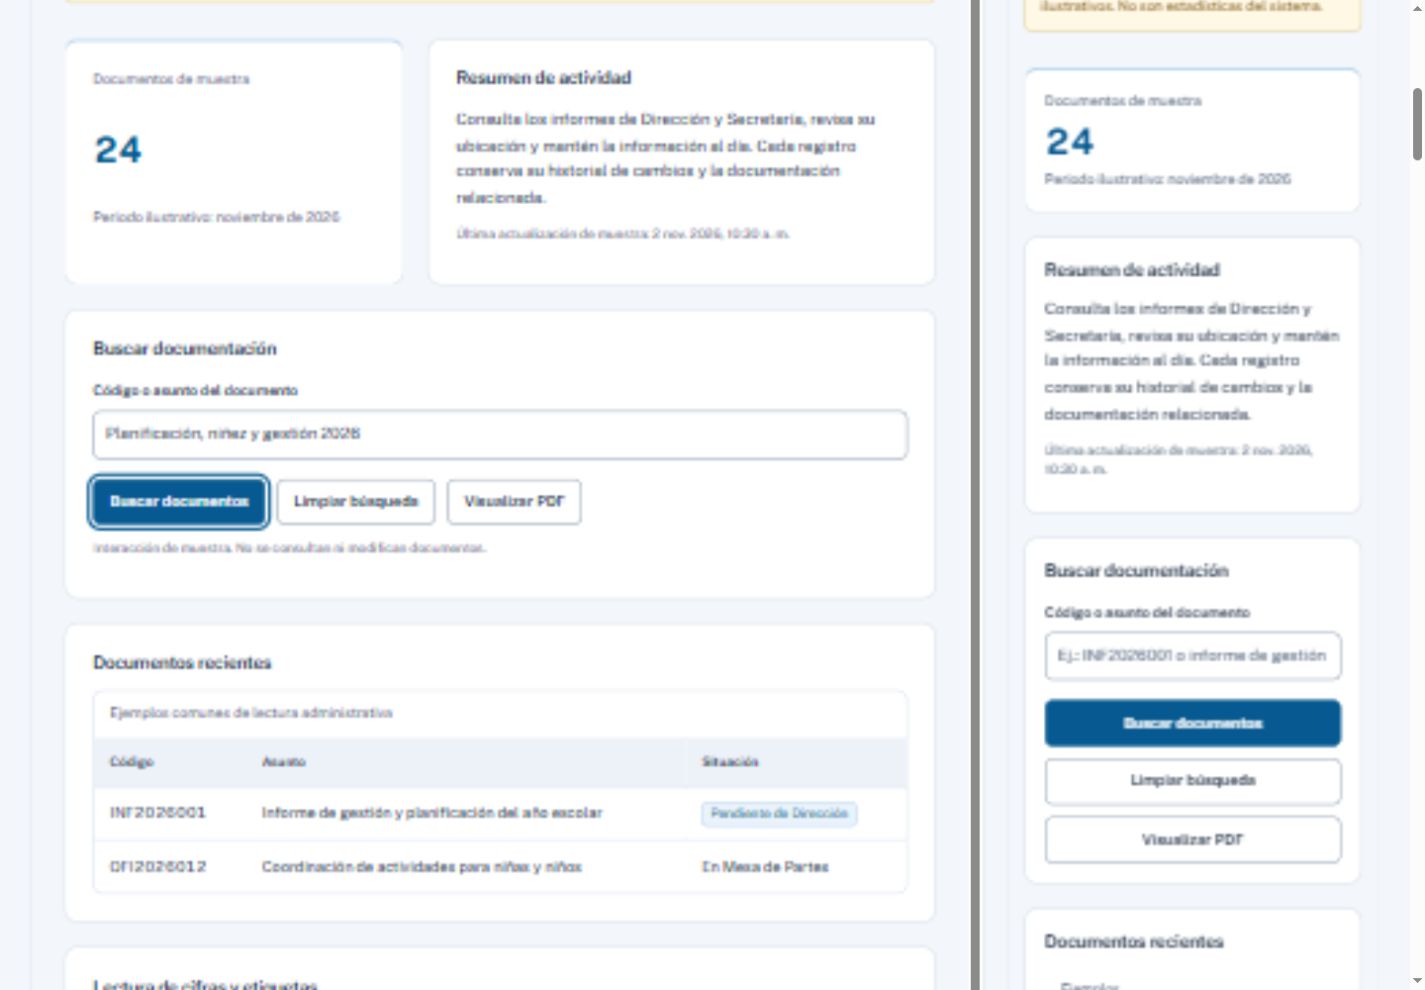 Documentos de muestra
24
Periodo ilustrativo: noviembre de 2026
Resumen de actividad
Consulta los informes de Dirección y Secretaría, revisa su
ubicación y mantén la información al día. Cada registro
conserva su historial de cambios y la documentación
relacionada.
Última actualización de muestra: 2 nov. 2026, 10:30 a. m.
Buscar documentación
Código o asunto del documento
Planificación, niñez y gestión 2026
Buscar documentos
Limpiar búsqueda
Visualizar PDF
Interacción de muestra. No se consultan ni modifican documentos.
Documentos recientes
Ejemplos comunes de lectura administrativa
Código Asunto Situación
INF2026001 Informe de gestión y planificación del año escolar Pendiente de Dirección
OFI2026012 Coordinación de actividades para niñas y niños En Mesa de Partes
Lectura de cifras y etiquetas
ilustrativos. No son estadísticas del sistema.
Documentos de muestra
24
Periodo ilustrativo: noviembre de 2026
Resumen de actividad
Consulta los informes de Dirección y
Secretaría, revisa su ubicación y mantén
la información al día. Cada registro
conserva su historial de cambios y la
documentación relacionada.
Última actualización de muestra: 2 nov. 2026,
10:30 a. m.
Buscar documentación
Código o asunto del documento
Ej.: INF2026001 o informe de gestión
Buscar documentos
Limpiar búsqueda
Visualizar PDF
Documentos recientes
Ejemplos